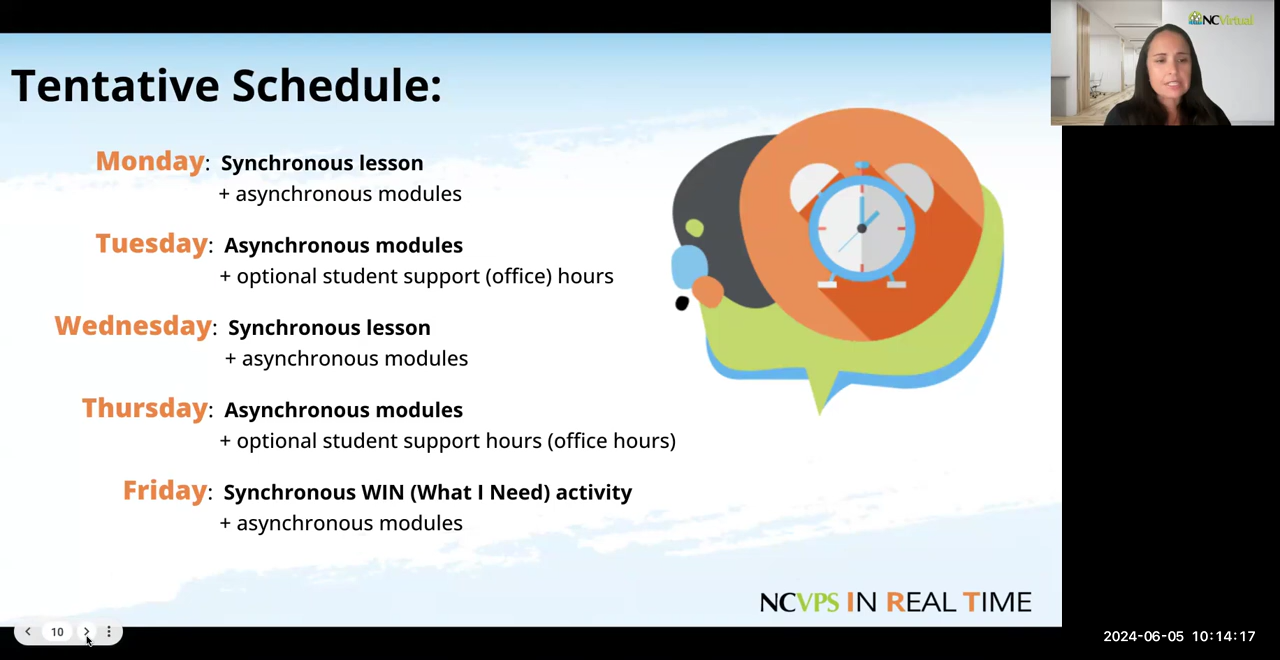 NCVirtual
Tentative Schedule:
Monday: Synchronous lesson
+ asynchronous modules
Tuesday: Asynchronous modules
+ optional student support (office) hours
Wednesday: Synchronous lesson
+ asynchronous modules
Thursday: Asynchronous modules
+ optional student support hours (office hours)
Friday: Synchronous WIN (What I Need) activity
+ asynchronous modules
NCVPS IN REAL TIME
10
2024-06-05 10:14:17